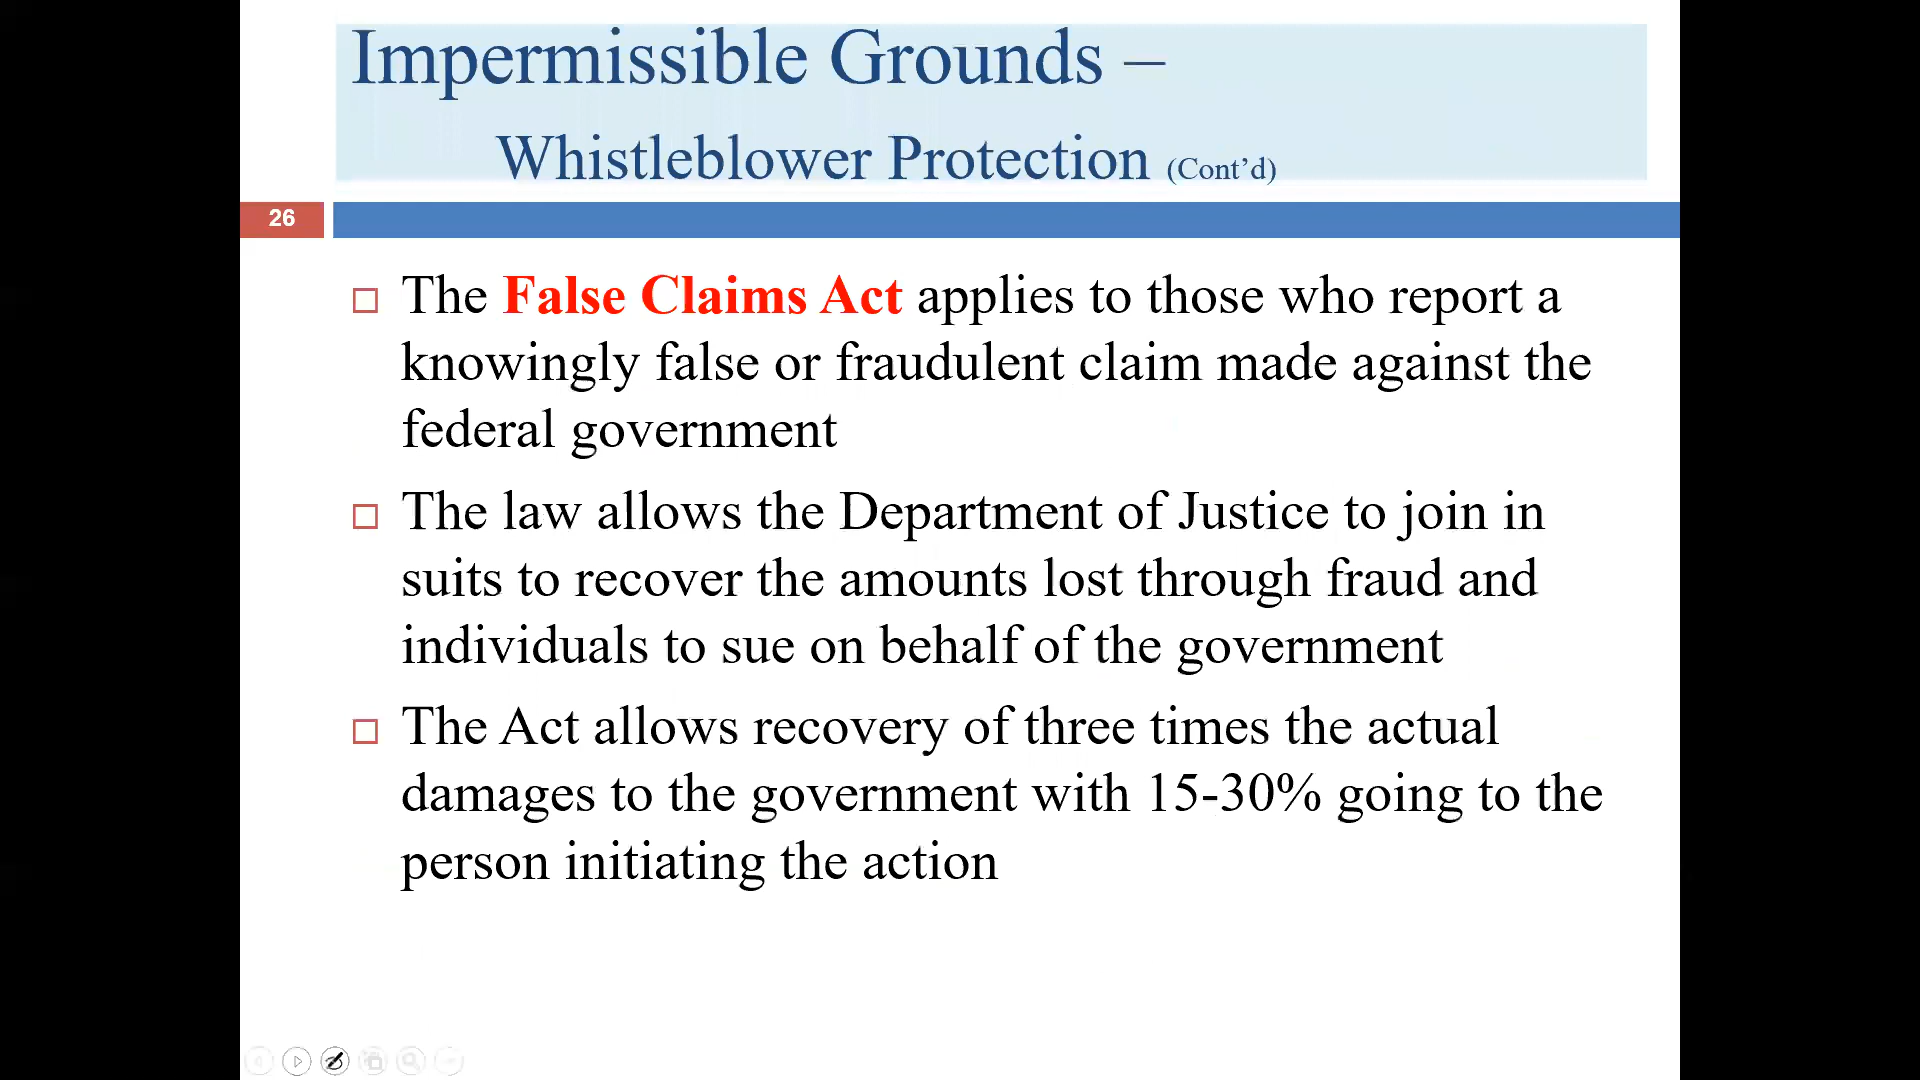 Impermissible Grounds –
Whistleblower Protection (Cont’d)
26
The False Claims Act applies to those who report a
knowingly false or fraudulent claim made against the
federal government
The law allows the Department of Justice to join in
suits to recover the amounts lost through fraud and
individuals to sue on behalf of the government
The Act allows recovery of three times the actual
damages to the government with 15-30% going to the
person initiating the action